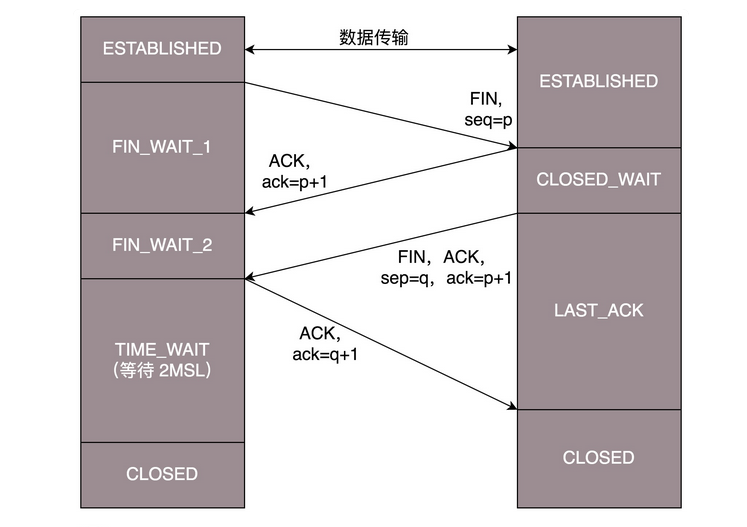 数据传输
ESTABLISHED
ESTABLISHED
FIN,
seq=p
FIN_WAIT_1
ACK,
ack=p+1
CLOSED_WAIT
FIN_WAIT_2
FIN，ACK,
sep=q，ack=p+1
LAST_ACK
ACK,
ack=q+1
TIME_WAIT
（等待 2MSL）
CLOSED
CLOSED